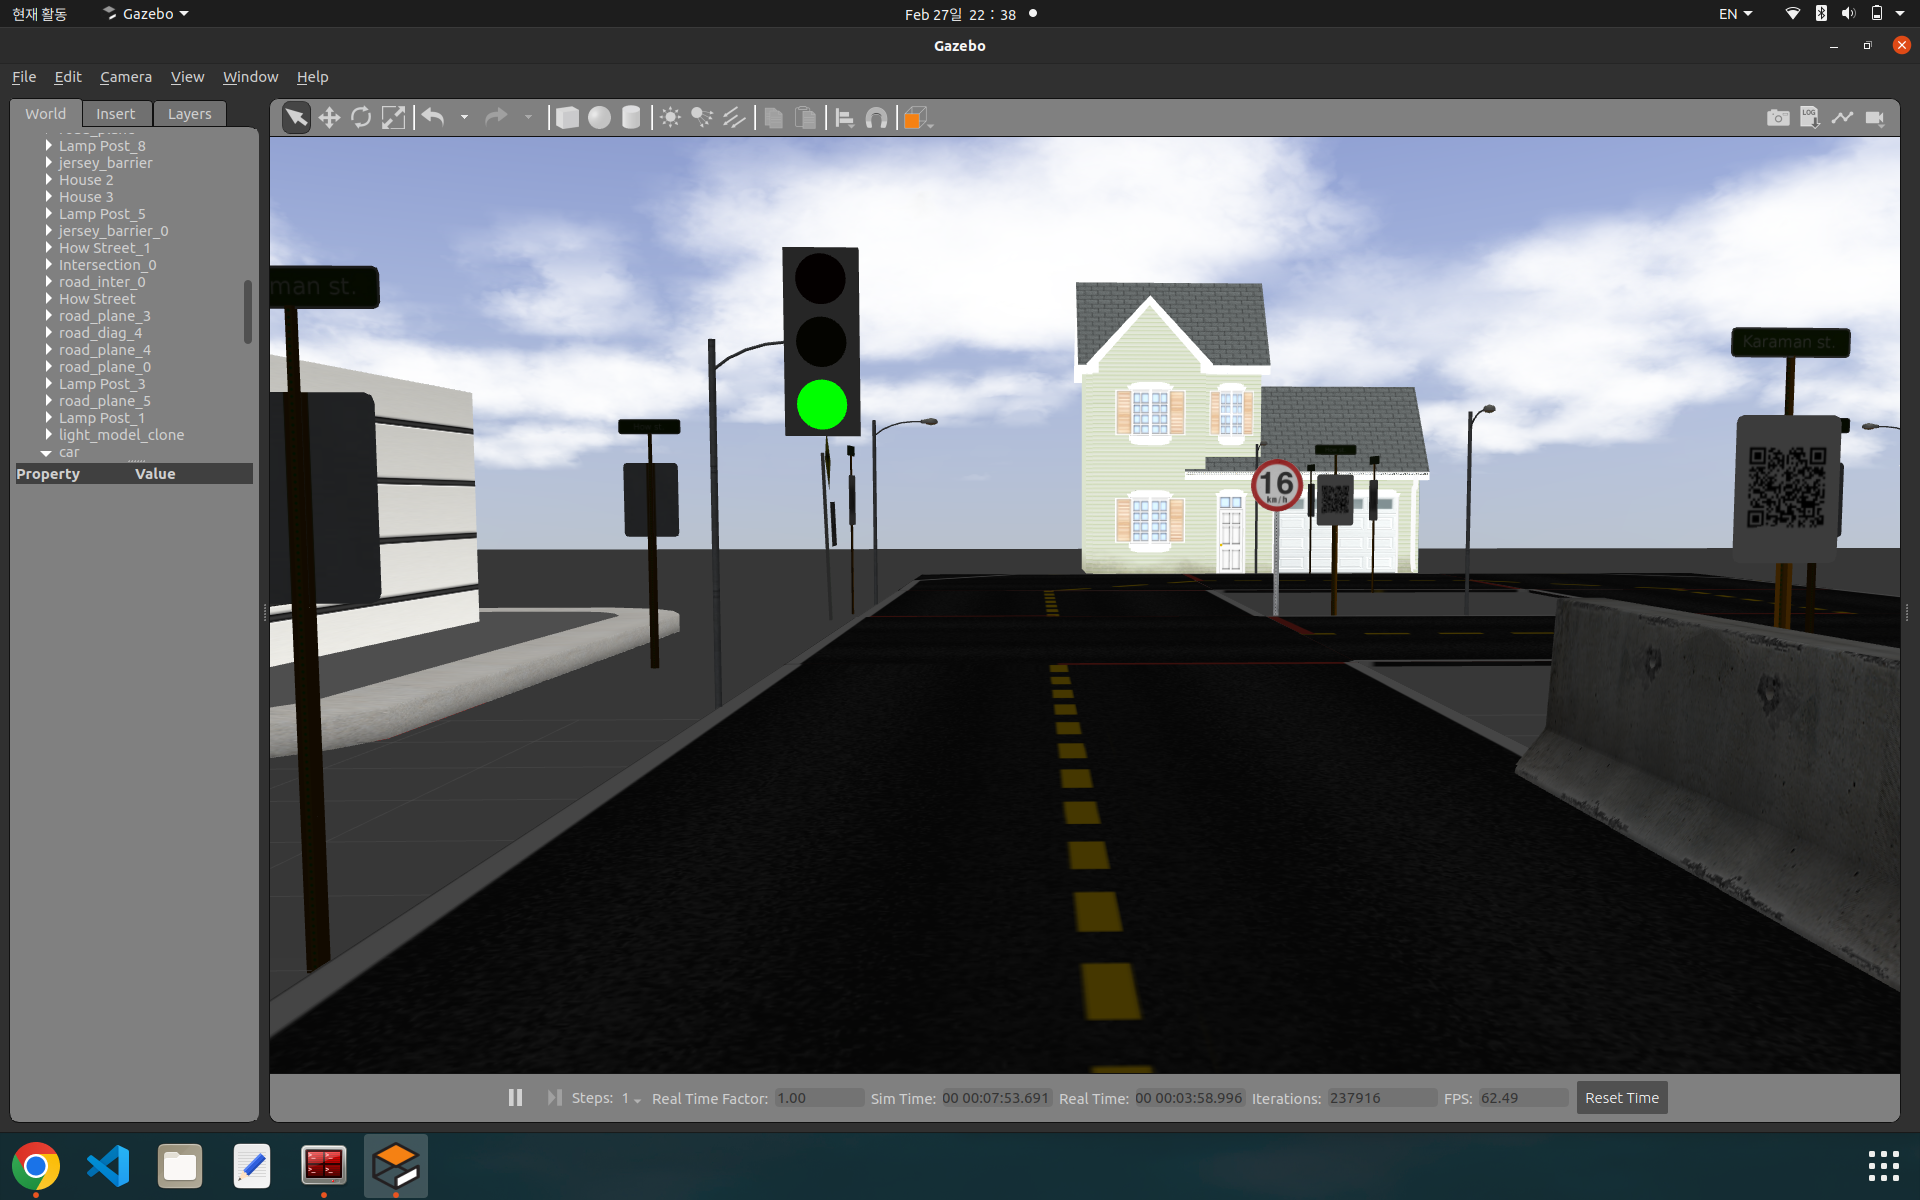 현재 활동
Gazebo
Feb 27일 22 : 38
EN
Gazebo
File Edit Camera View Window Help
World Insert Layers
LOG
road_plane
Lamp Post_8
jersey_barrier
House 2
House 3
Lamp Post_5
jersey_barrier_0
How Street_1
Intersection_0
road_inter_0
How Street
road_plane_3
road_diag_4
road_plane_4
road_plane_0
Lamp Post_3
road_plane_5
Lamp Post_1
light_model_clone
car
Property Value
man st.
Karaman st.
16
km/h
Steps: 1 Real Time Factor: 1.00 Sim Time: 00 00:07:53.691 Real Time: 00 00:03:58.996 Iterations: 237916 FPS: 62.49 Reset Time